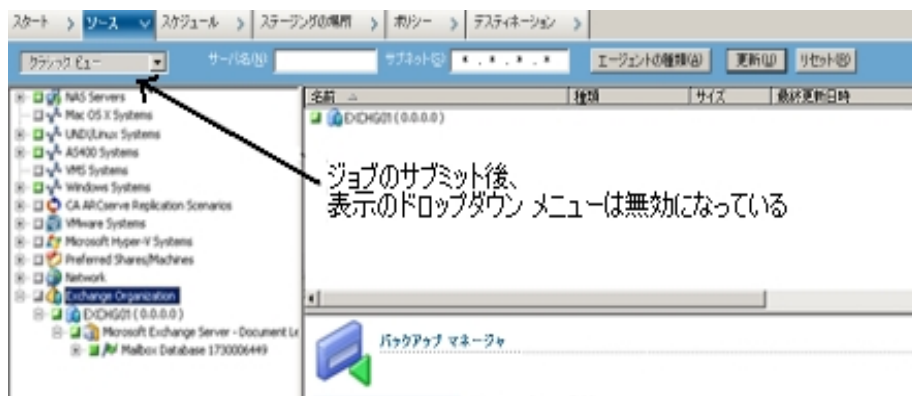 スタート > ソース ∨ スケジュール > ステージングの場所 > ポリシー > デスティネーション >
クラシック ビュー サーバ名(N) サブネット(S) * . * . * . * エージェントの種類(A) 更新(U) リセット(R)
NAS Servers
Mac OS X Systems
UNIX/Linux Systems
AS400 Systems
VMS Systems
Windows Systems
CA ARCserve Replication Scenarios
VMware Systems
Microsoft Hyper-V Systems
Preferred Shares/Machines
Network
Exchange Organization
EXCHG01(0.0.0.0)
Microsoft Exchange Server - Document Le
Mailbox Database 1730006449
名前 種類 サイズ 最終更新日時
EXCHG01(0.0.0.0)
ジョブのサブミット後、
表示のドロップダウン メニューは無効になっている
バックアップ マネージャ